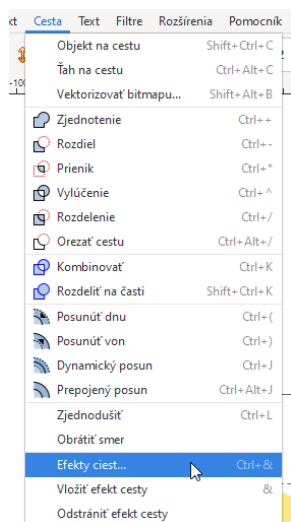 kt Cesta Text Filtre Rozšírenia Pomocník
2
-100
Objekt na cestu Shift+Ctrl+C
Ťah na cestu Ctrl+Alt+C
Vektorizovať bitmapu... Shift+Alt+B
Zjednotenie Ctrl++
Rozdiel Ctrl+-
Prienik Ctrl+*
Vylúčenie Ctrl+^
Rozdelenie Ctrl+/
Orezať cestu Ctrl+Alt+/
Kombinovať Ctrl+K
Rozdeliť na časti Shift+Ctrl+K
Posunúť dnu Ctrl+(
Posunúť von Ctrl+)
Dynamický posun Ctrl+J
Prepojený posun Ctrl+Alt+J
Zjednodušiť Ctrl+L
Obrátiť smer
Efekty ciest... Ctrl+&
Vložiť efekt cesty &
Odstrániť efekt cesty